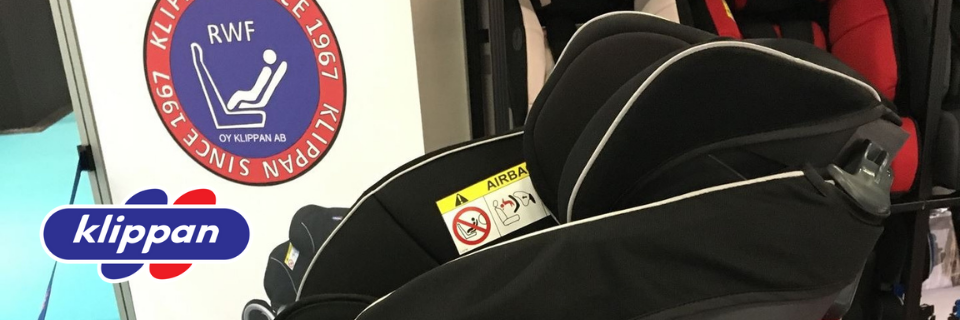 KLIPPAN SINCE 1967
KLIPPAN SINCE 1967
RWF
OY KLIPPAN AB
AIRBA
klippan